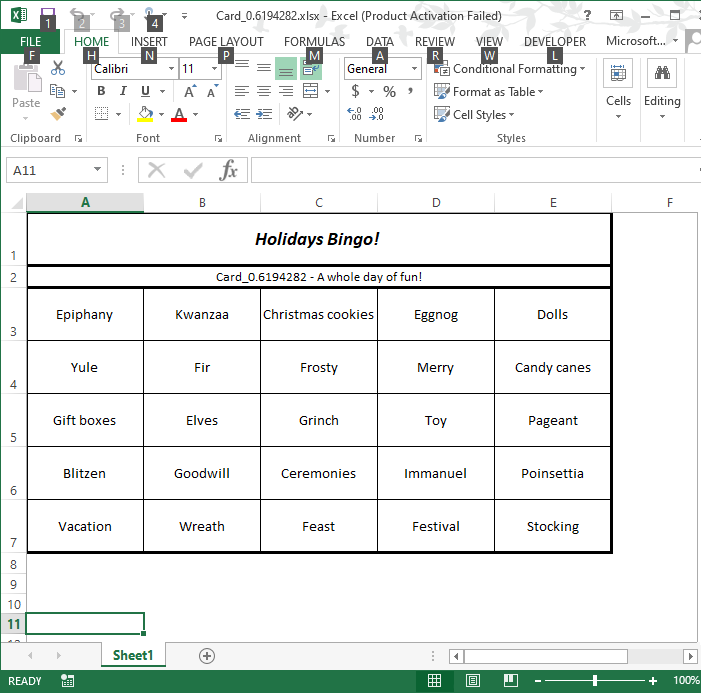 Card_0.6194282.xlsx - Excel (Product Activation Failed)
1 2 3 4
FILE HOME INSERT PAGE LAYOUT FORMULAS DATA REVIEW VIEW DEVELOPER Microsoft...
F H N P M A R W L
Paste
Calibri 11
B I U A A
A
General
$ % ,
Conditional Formatting
Format as Table
Cell Styles
Cells
Editing
Clipboard Font Alignment Number Styles
A11 fx
A B C D E F
1 Holidays Bingo!
2 Card_0.6194282 - A whole day of fun!
3 Epiphany Kwanzaa Christmas cookies Eggnog Dolls
4 Yule Fir Frosty Merry Candy canes
5 Gift boxes Elves Grinch Toy Pageant
6 Blitzen Goodwill Ceremonies Immanuel Poinsettia
7 Vacation Wreath Feast Festival Stocking
8
9
10
11
Sheet1
READY 100%